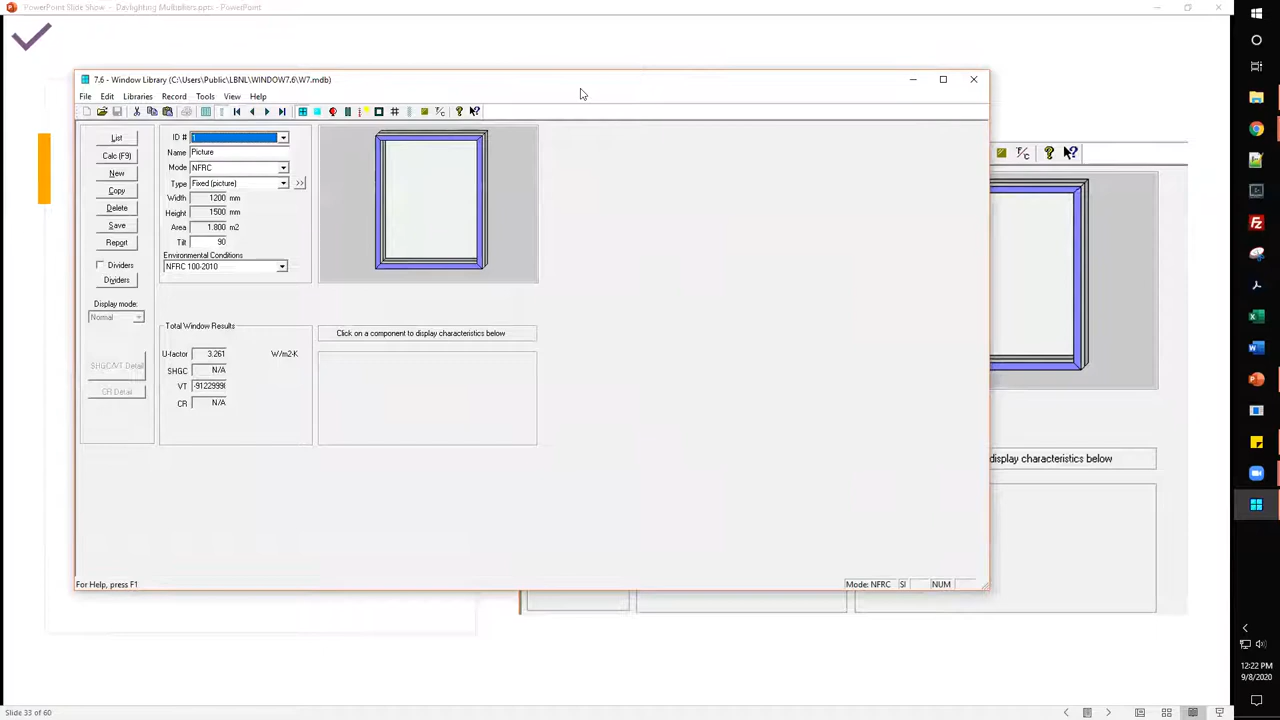 PowerPoint Slide Show - Daylighting Multipliers.pptx - PowerPoint
7.6 - Window Library (C:\Users\Public\LBNL\WINDOW7.6\W7.mdb)
File Edit Libraries Record Tools View Help
List
Calc (F9)
New
Copy
Delete
Save
Report
Dividers
Dividers
Display mode:
Normal
SHGC/VT Detail
CR Detail
ID # 1
Name Picture
Mode NFRC
Type Fixed (picture) >>
Width 1200 mm
Height 1500 mm
Area 1.800 m2
Tilt 90
Environmental Conditions
NFRC 100-2010
Total Window Results
U-factor 3.261 W/m2-K
SHGC N/A
VT -9122999
CR N/A
Click on a component to display characteristics below
display characteristics below
For Help, press F1
Mode: NFRC SI NUM
Slide 33 of 60
12:22 PM
9/8/2020